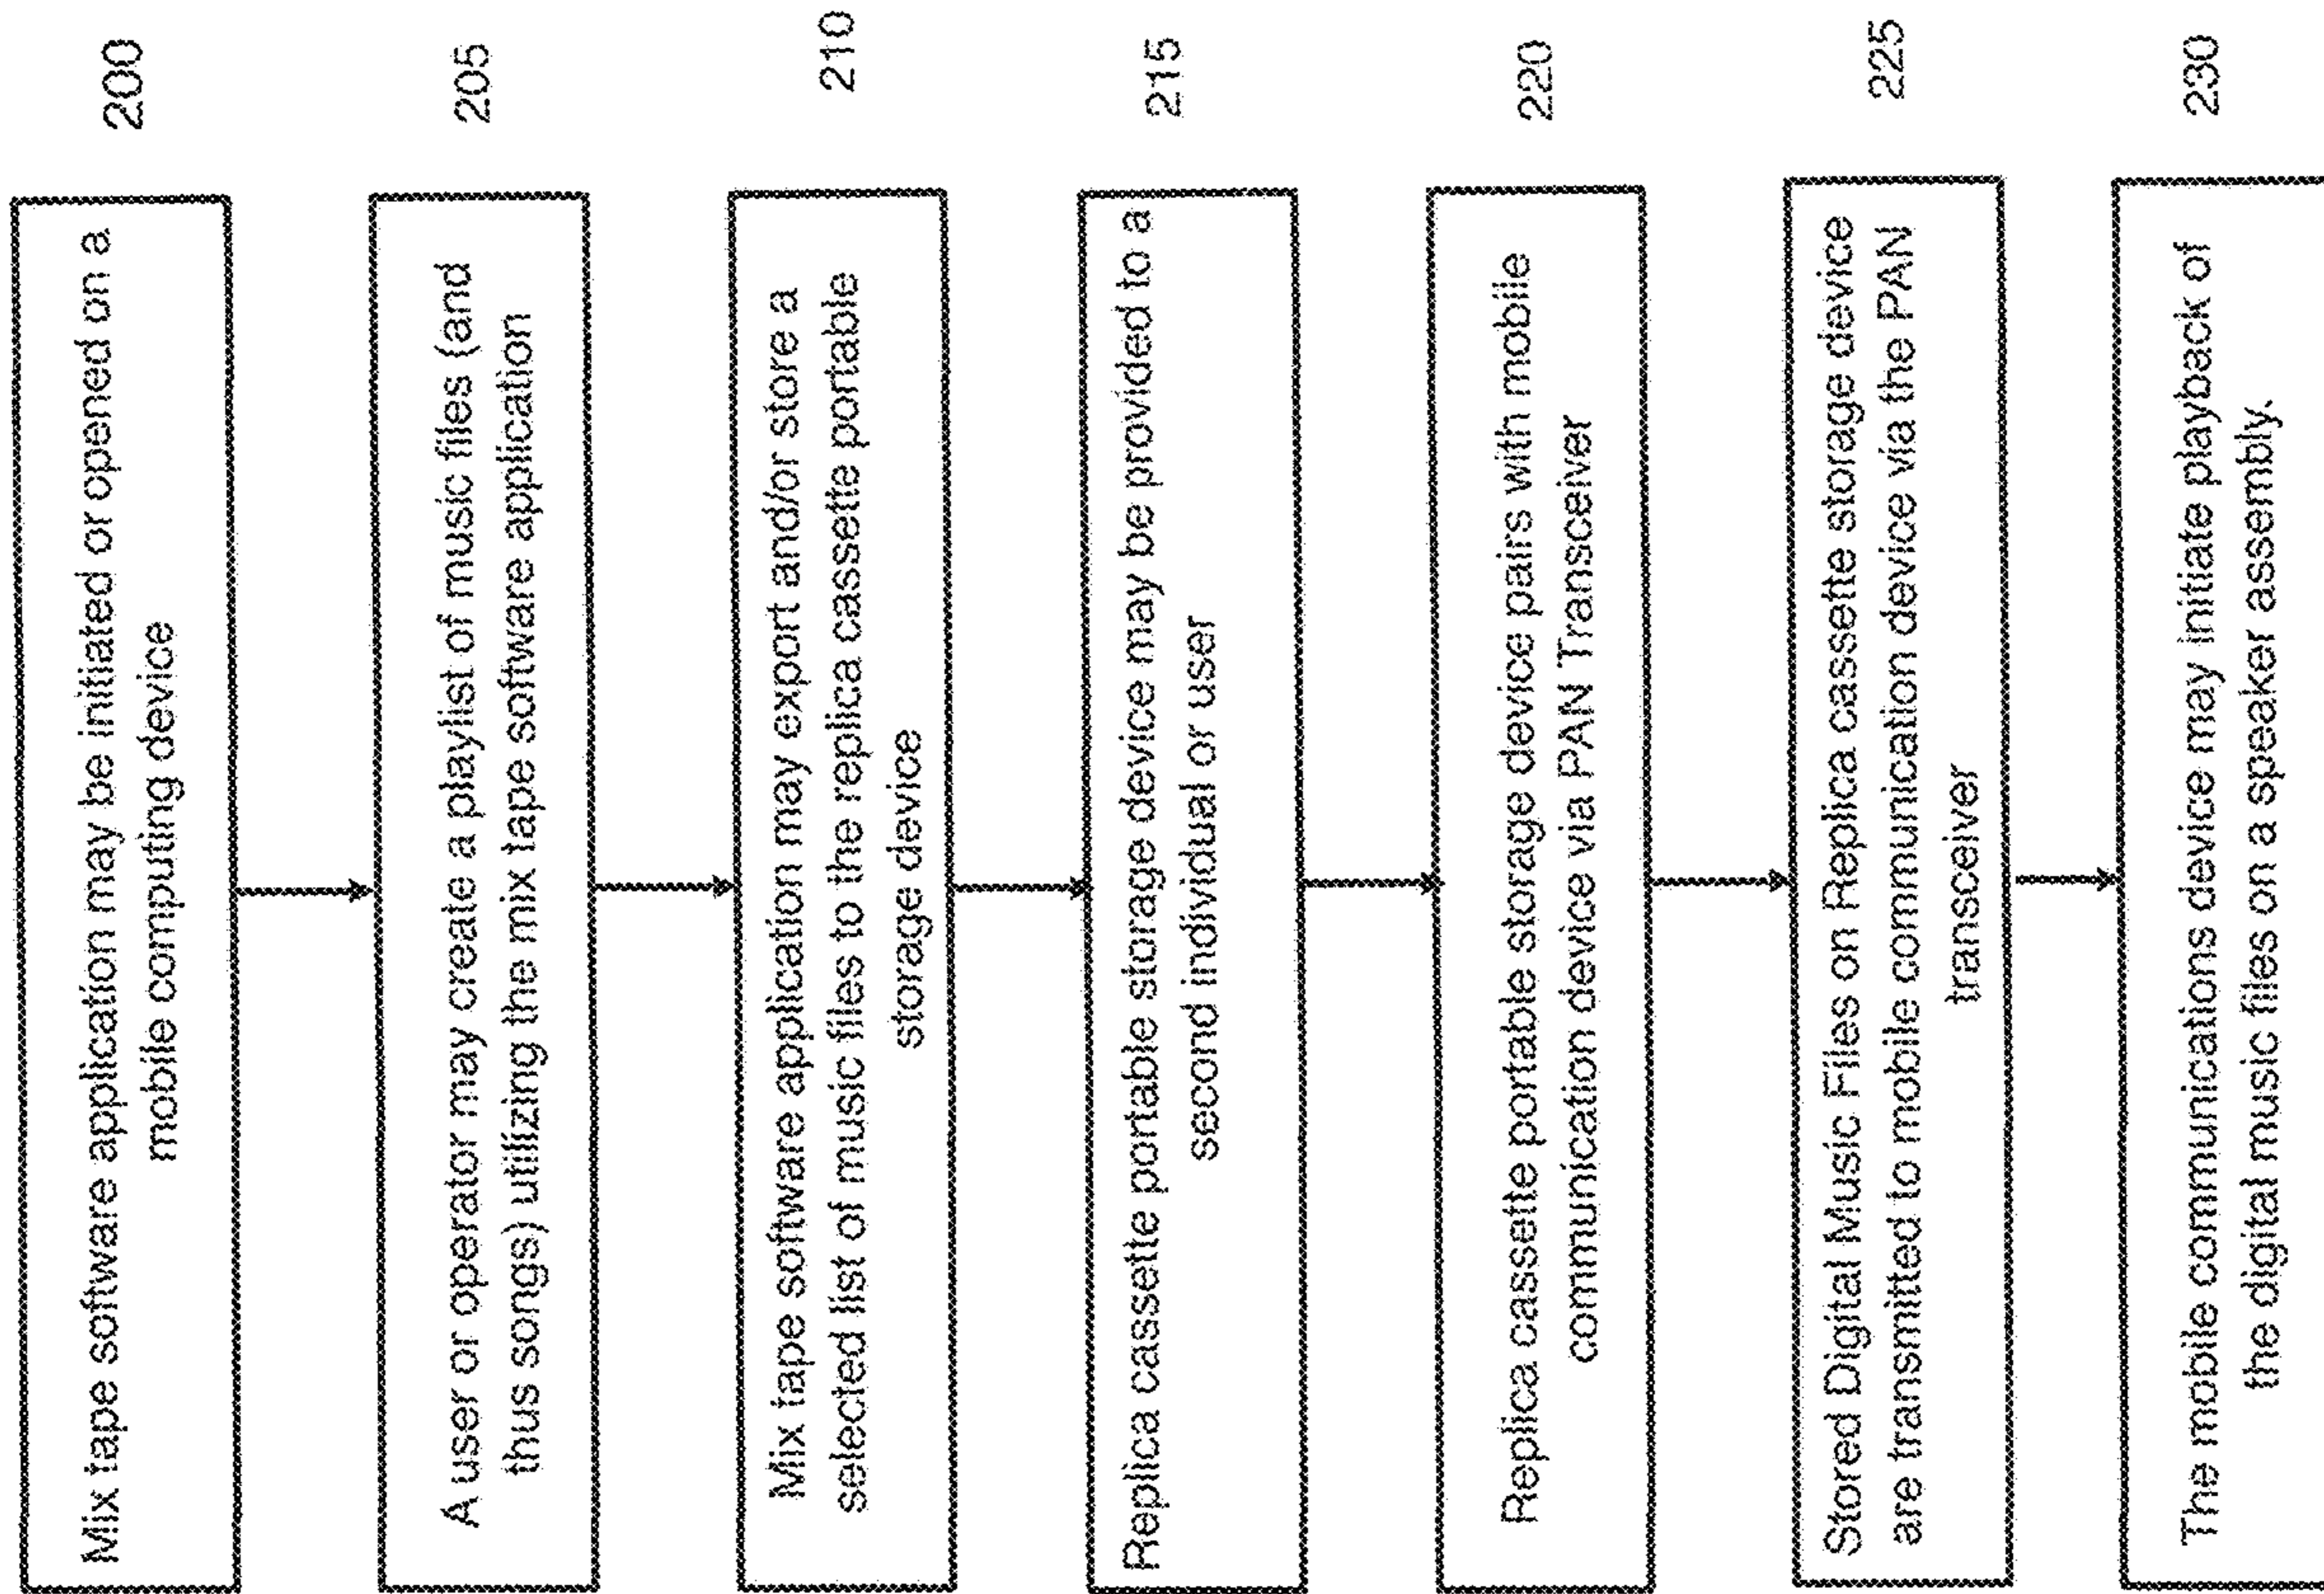 Mix tape software application may be initiated or opened on a
mobile computing device
200
A user or operator may create a playlist of music files (and
thus songs) utilizing the mix tape software application
205
Mix tape software application may export and/or store a
selected list of music files to the replica cassette portable
storage device
210
Replica cassette portable storage device may be provided to a
second individual or user
215
Replica cassette portable storage device pairs with mobile
communication device via PAN Transceiver
220
Stored Digital Music Files on Replica cassette storage device
are transmitted to mobile communication device via the PAN
transceiver
225
The mobile communications device may initiate playback of
the digital music files on a speaker assembly.
230